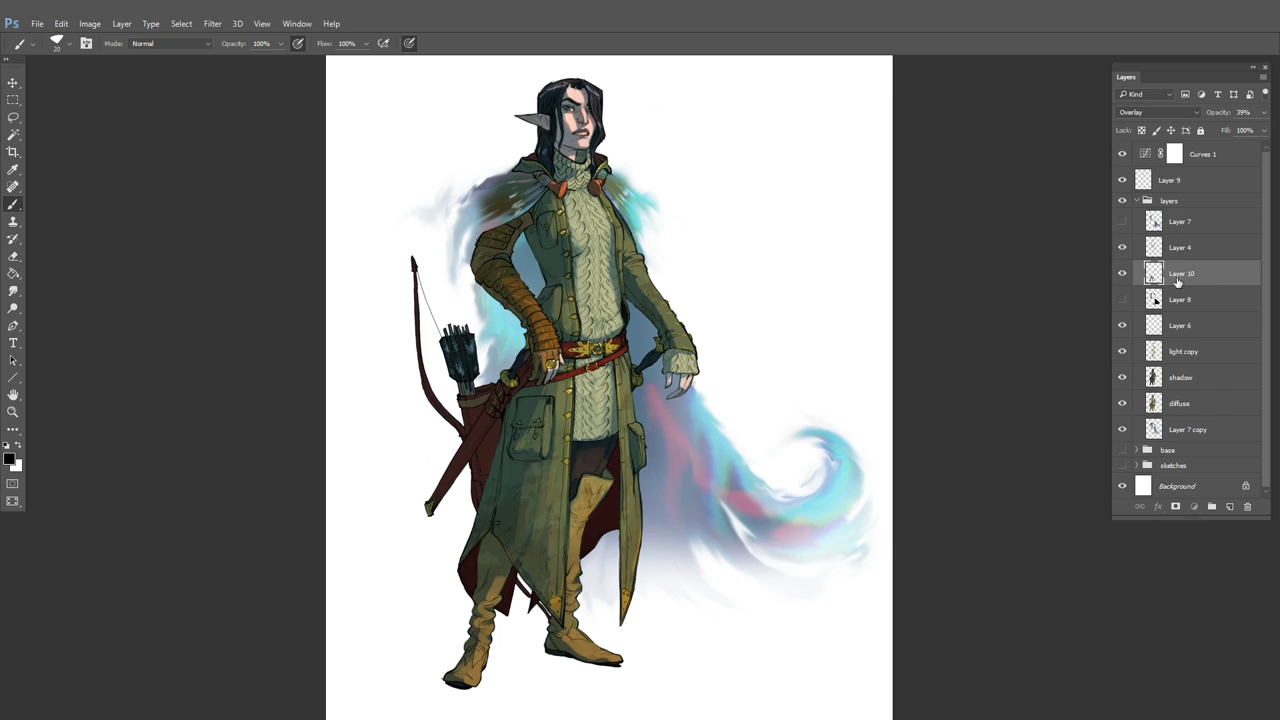 Ps File Edit Image Layer Type Select Filter 3D View Window Help
20 Mode: Normal Opacity: 100% Flow: 100%
Layers
Kind T
Overlay Opacity: 39%
Lock: Fill: 100%
Curves 1
Layer 9
layers
Layer 7
Layer 4
Layer 10
Layer 8
Layer 6
light copy
shadow
diffuse
Layer 7 copy
base
sketches
Background
fx
T